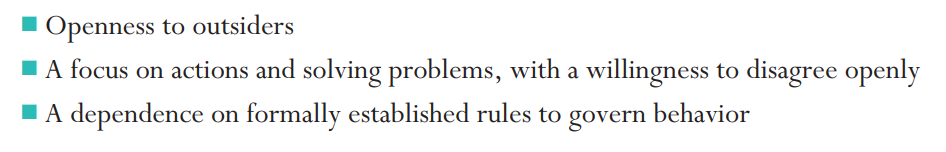 Openness to outsiders
A focus on actions and solving problems, with a willingness to disagree openly
A dependence on formally established rules to govern behavior